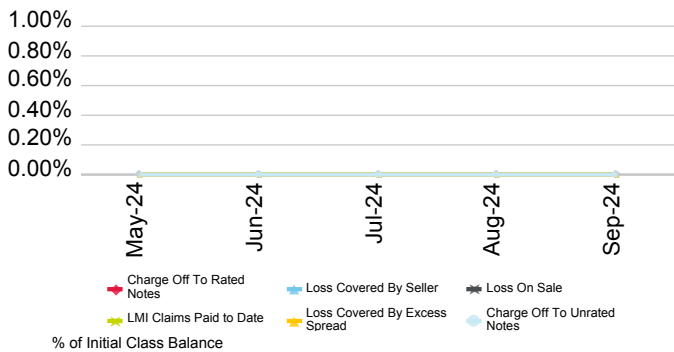 1.00%
0.80%
0.60%
0.40%
0.20%
0.00%
May-24
Jun-24
Jul-24
Aug-24
Sep-24
Charge Off To Rated
Notes
Loss Covered By Seller
Loss On Sale
LMI Claims Paid to Date
Loss Covered By Excess
Spread
Charge Off To Unrated
Notes
% of Initial Class Balance